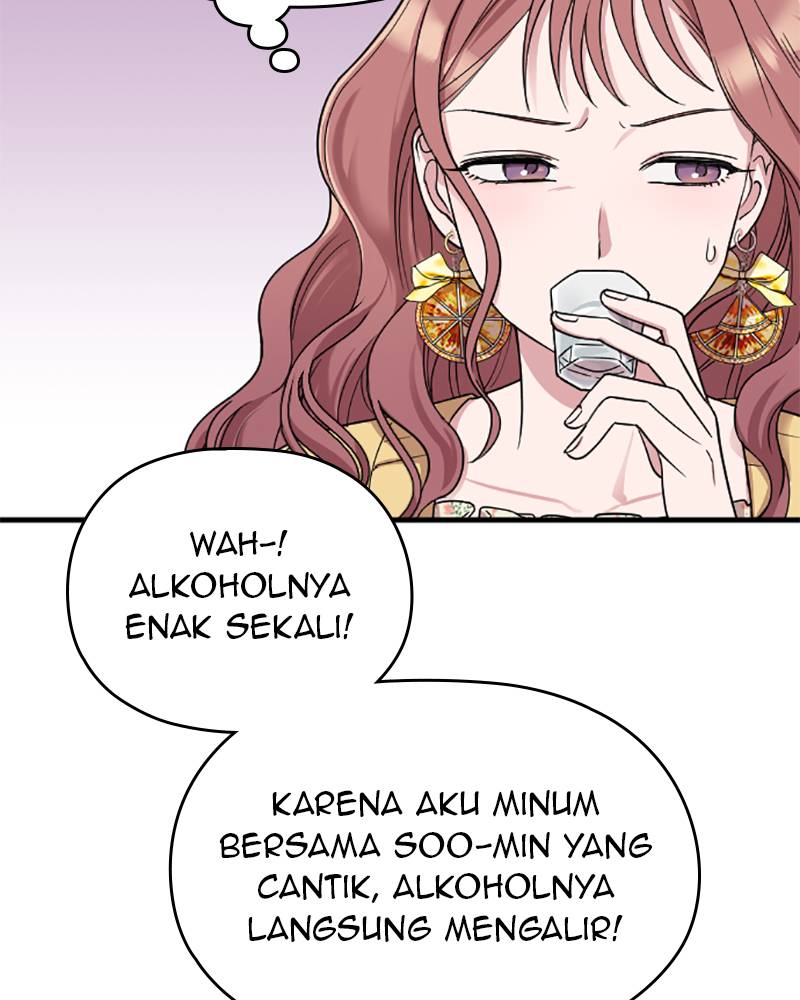 WAH-!
ALKOHOLNYA
ENAK SEKALI!
KARENA AKU MINUM
BERSAMA SOO-MIN YANG
CANTIK, ALKOHOLNYA
LANGSUNG MENGALIR!